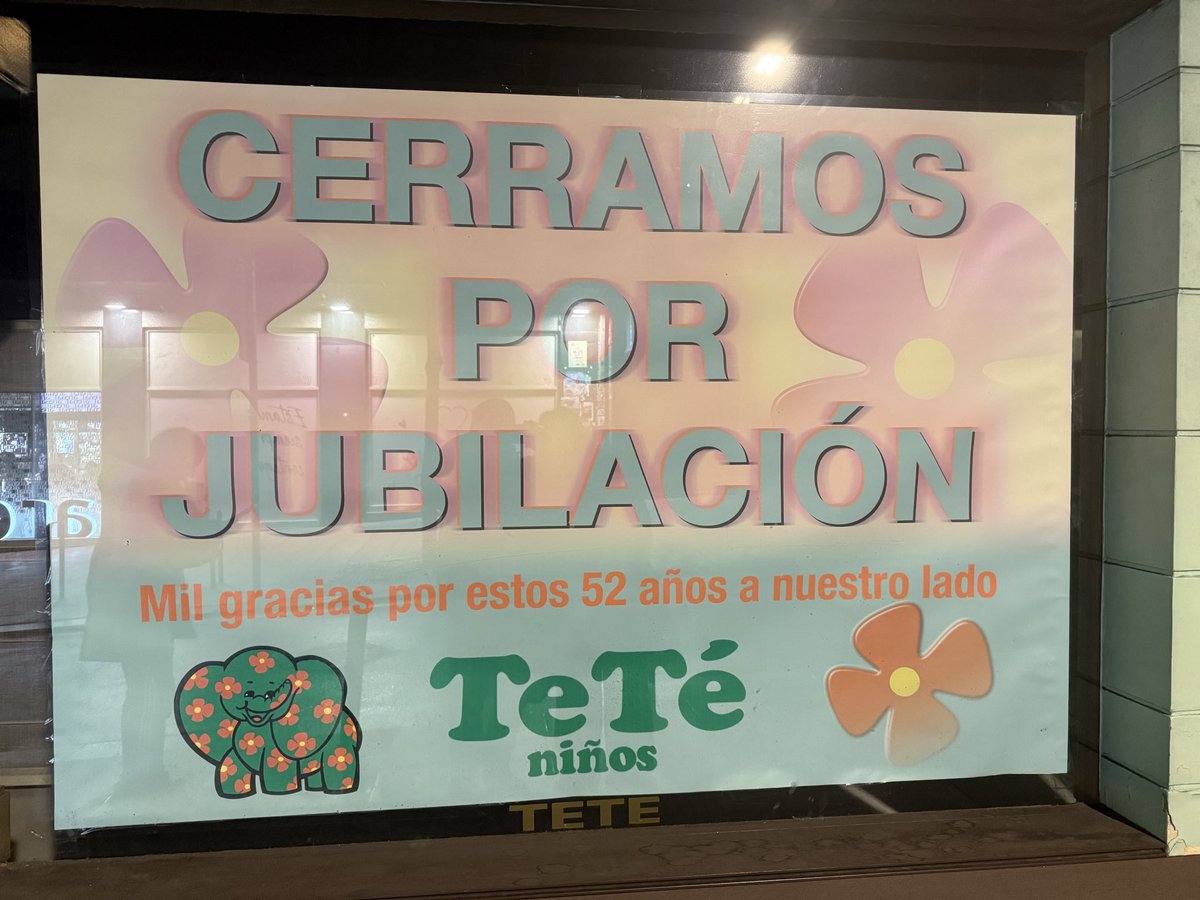 CERRAMOS
POR
JUBILACIÓN
Mil gracias por estos 52 años a nuestro lado
TeTé
niños
TETE